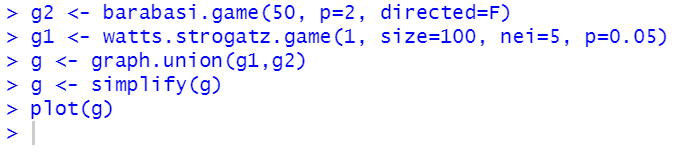 > g2 <- barabasi.game(50, p=2, directed=F)
> g1 <- watts.strogatz.game(1, size=100, nei=5, p=0.05)
> g <- graph.union(g1,g2)
> g <- simplify(g)
> plot(g)
>